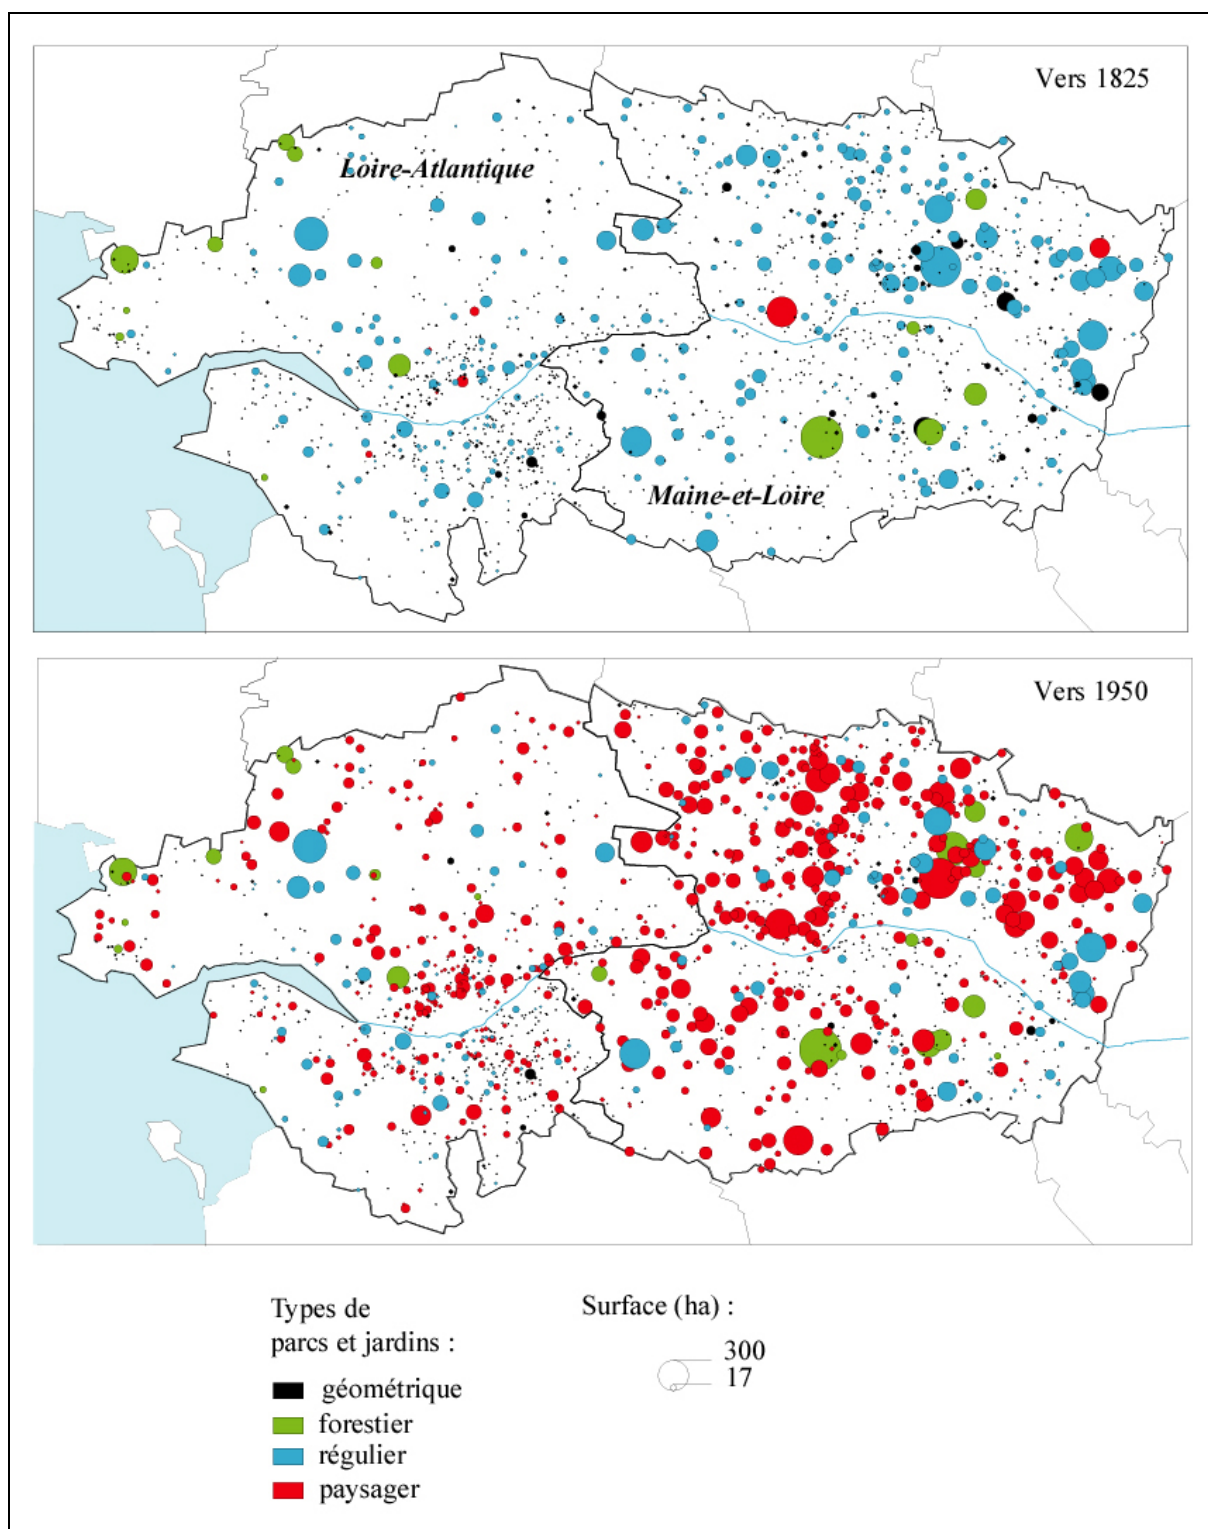 Vers 1825
Loire-Atlantique
Maine-et-Loire
Vers 1950
Types de
parcs et jardins :
géométrique
forestier
régulier
paysager
Surface (ha) :
300
17